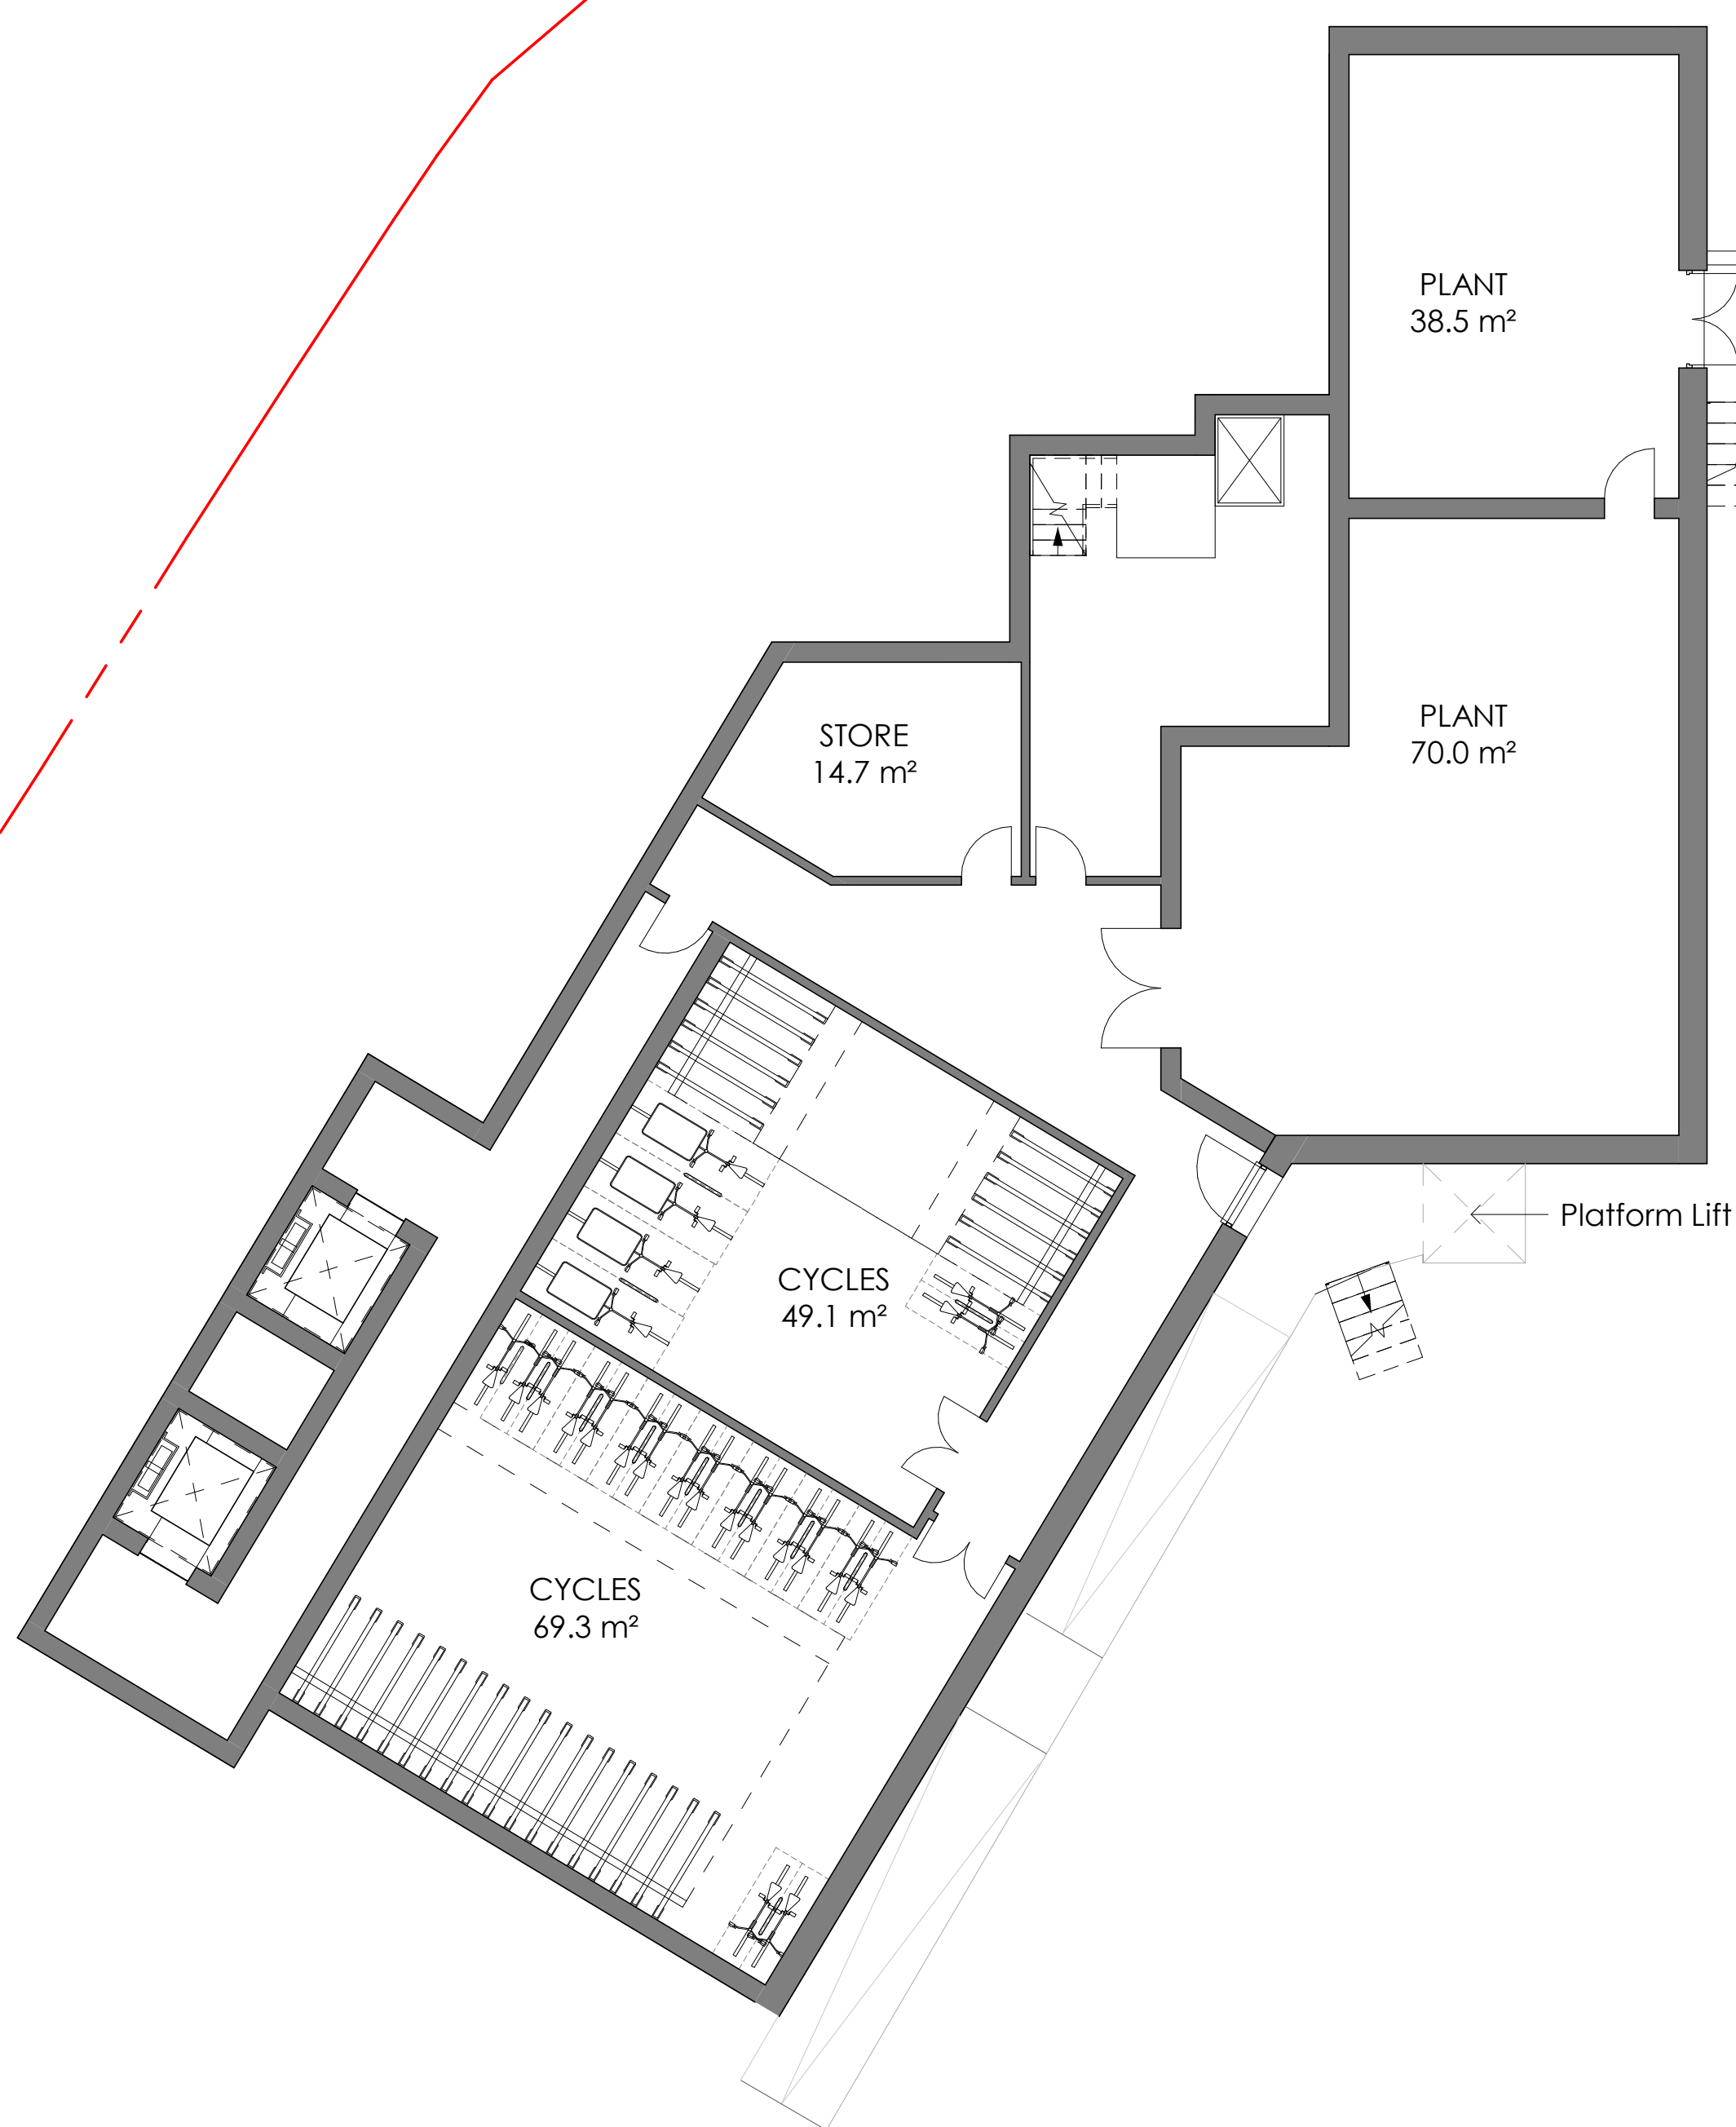 PLANT
38.5 m²
PLANT
70.0 m²
STORE
14.7 m²
Platform Lift
CYCLES
49.1 m²
CYCLES
69.3 m²